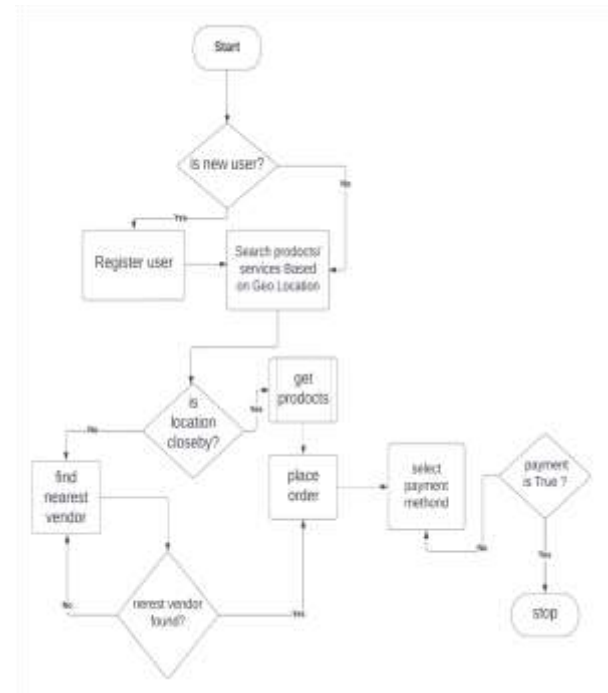 Start
is new user?
No
Yes
Register user
Search prodocts/
services Based
on Geo Location
is
location
closeby?
Yes
No
get
prodocts
find
nearest
vendor
place
order
select
payment
methond
payment
is True ?
No
Yes
nerest vendor
found?
No
Yes
stop